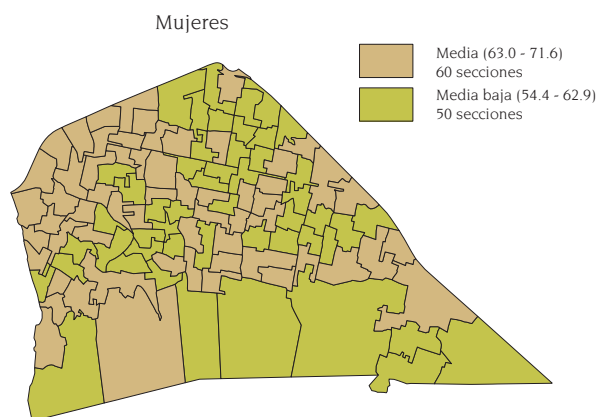 Mujeres
Media (63.0 - 71.6)
60 secciones
Media baja (54.4 - 62.9)
50 secciones